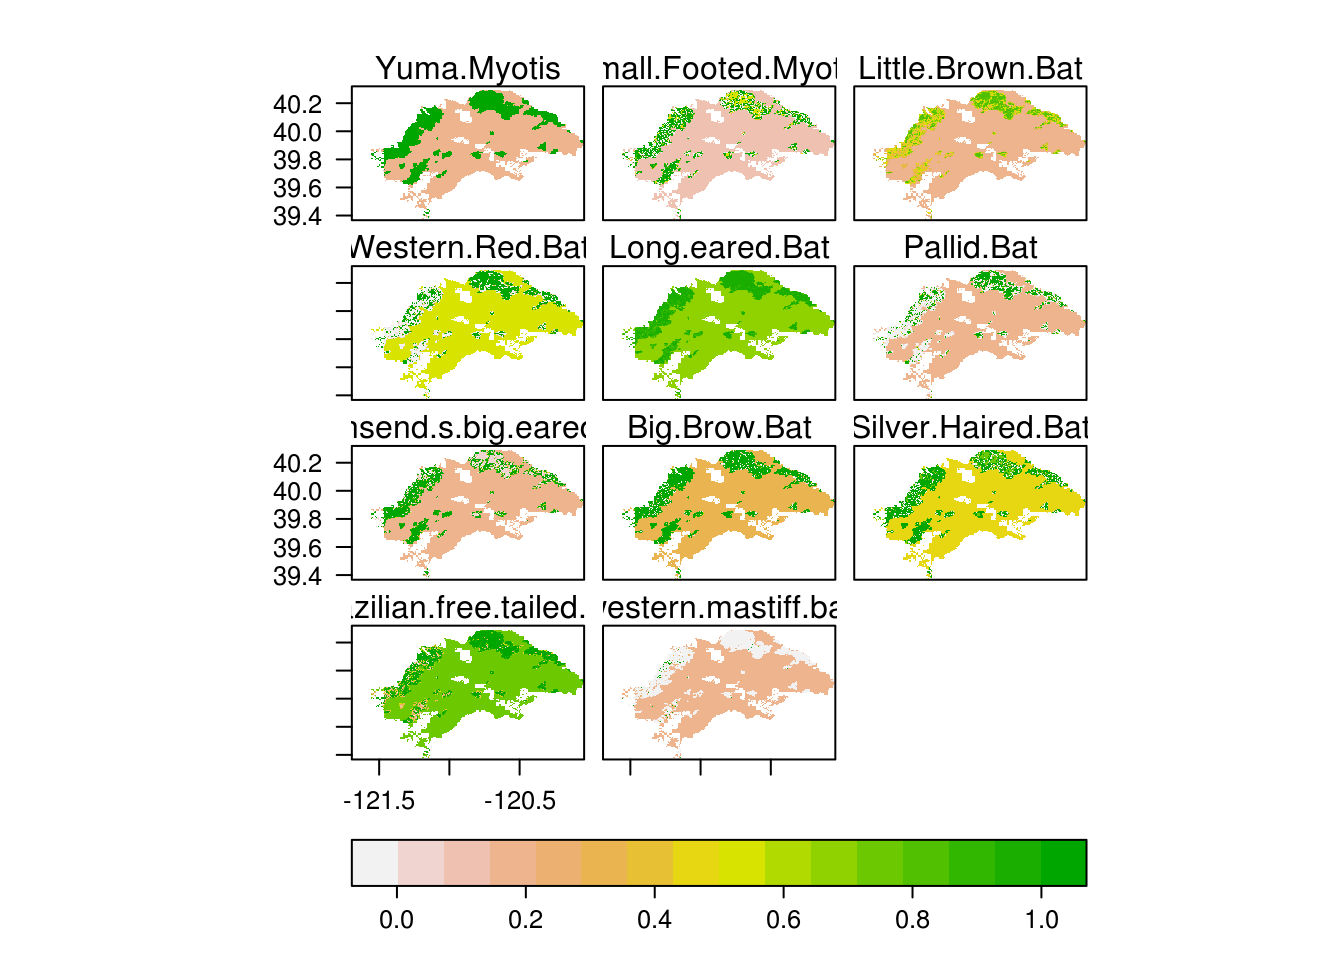 Yuma.Myotis
mall.Footed.Myot
Little.Brown.Bat
40.2
40.0
39.8
39.6
39.4
Western.Red.Bat
Long.eared.Bat
Pallid.Bat
nsend.s.big.eared
Big.Brow.Bat
Silver.Haired.Bat
40.2
40.0
39.8
39.6
39.4
zilian.free.tailed.
western.mastiff.ba
-121.5
-120.5
0.0
0.2
0.4
0.6
0.8
1.0